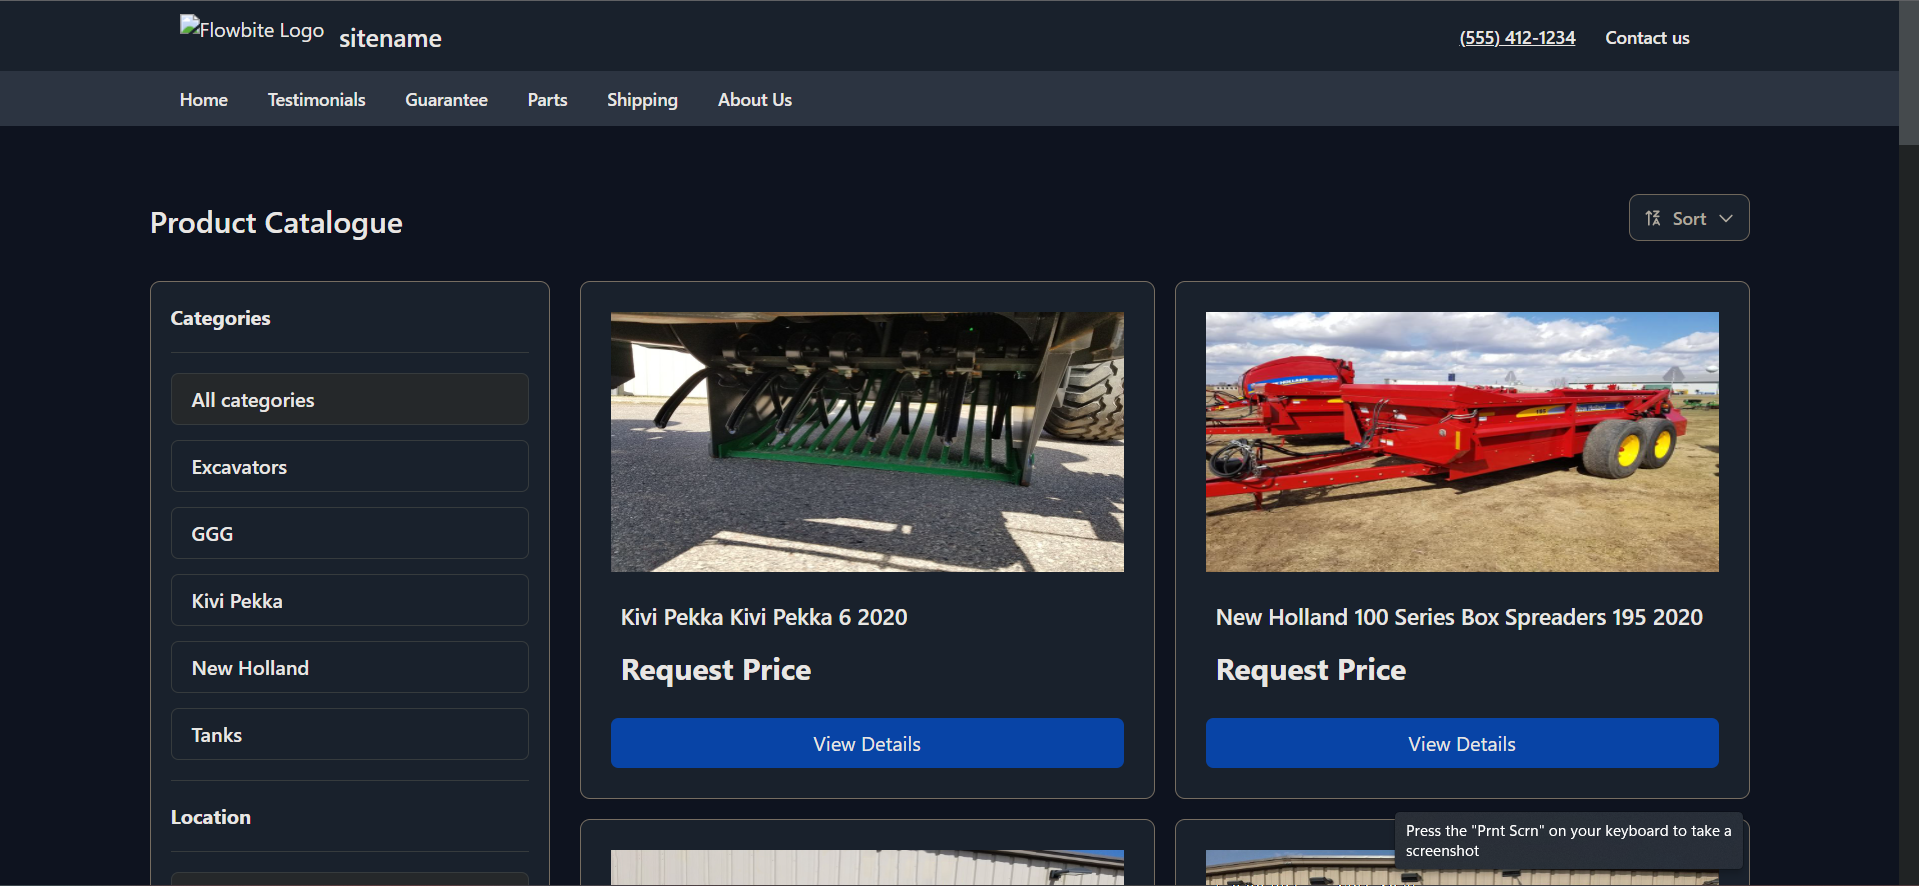 Flowbite Logo
sitename
(555) 412-1234
Contact us
Home
Testimonials
Guarantee
Parts
Shipping
About Us
Product Catalogue
Sort
Categories
All categories
Excavators
GGG
Kivi Pekka
New Holland
Tanks
Location
Kivi Pekka Kivi Pekka 6 2020
Request Price
View Details
195
New Holland 100 Series Box Spreaders 195 2020
Request Price
View Details
Press the "Prnt Scrn" on your keyboard to take a
screenshot